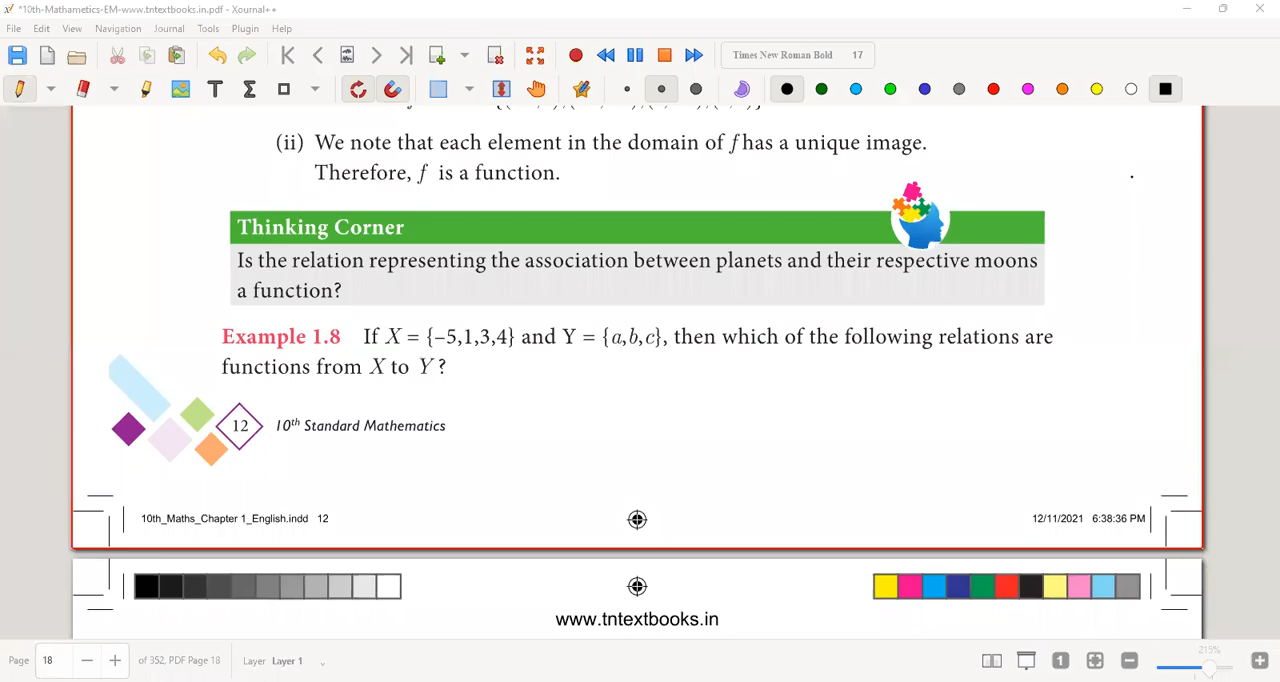 *10th-Mathametics-EM-www.tntextbooks.in.pdf - Xournal++
File Edit View Navigation Journal Tools Plugin Help
Times New Roman Bold 17
(ii) We note that each element in the domain of f has a unique image.
Therefore, f is a function.
Thinking Corner
Is the relation representing the association between planets and their respective moons
a function?
Example 1.8 If X = {–5,1,3,4} and Y = {a,b,c}, then which of the following relations are
functions from X to Y ?
12 10th Standard Mathematics
10th_Maths_Chapter 1_English.indd 12 12/11/2021 6:38:36 PM
www.tntextbooks.in
Page 18 of 352, PDF Page 18 Layer Layer 1 215%